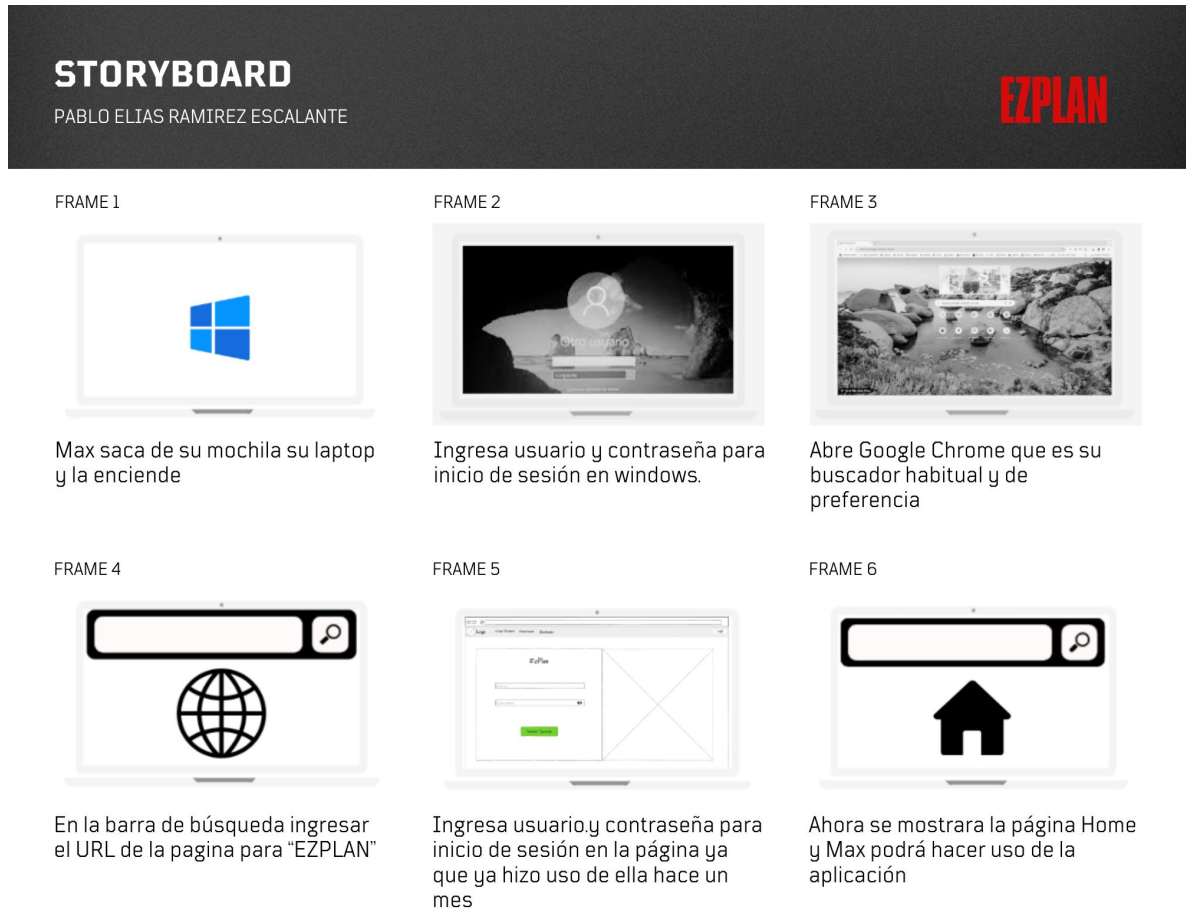 STORYBOARD
PABLO ELIAS RAMIREZ ESCALANTE
EZPLAN
FRAME 1
FRAME 2
FRAME 3
Otro usuario
Max saca de su mochila su laptop
y la enciende
Ingresa usuario y contraseña para
inicio de sesión en windows.
Abre Google Chrome que es su
buscador habitual y de
preferencia
FRAME 4
FRAME 5
FRAME 6
Logo
EzPlan
En la barra de búsqueda ingresar
el URL de la pagina para “EZPLAN”
Ingresa usuario.y contraseña para
inicio de sesión en la página ya
que ya hizo uso de ella hace un
mes
Ahora se mostrara la página Home
y Max podrá hacer uso de la
aplicación